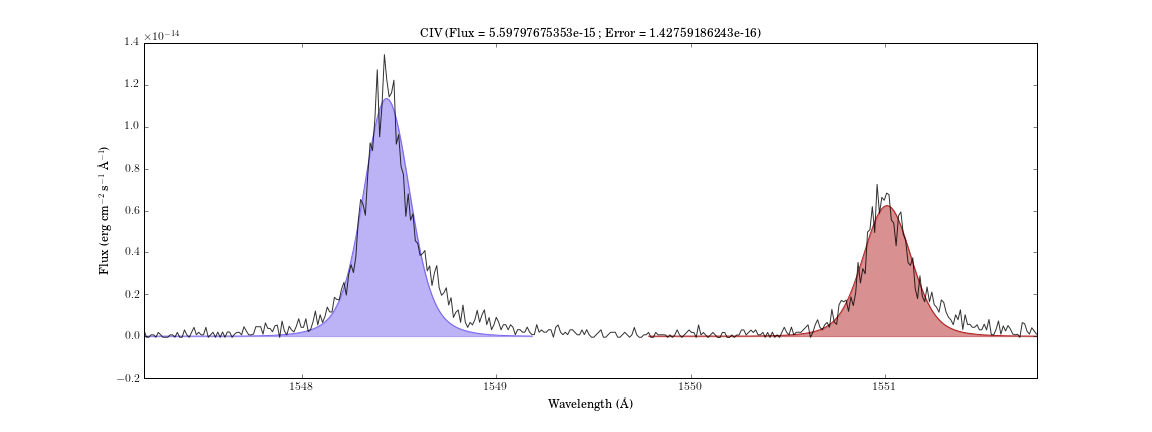 CIV (Flux = 5.59797675353e-15 ; Error = 1.42759186243e-16)
×10⁻¹⁴
1.4
1.2
1.0
0.8
0.6
0.4
0.2
0.0
−0.2
Flux (erg cm⁻² s⁻¹ Å⁻¹)
1548 1549 1550 1551
Wavelength (Å)